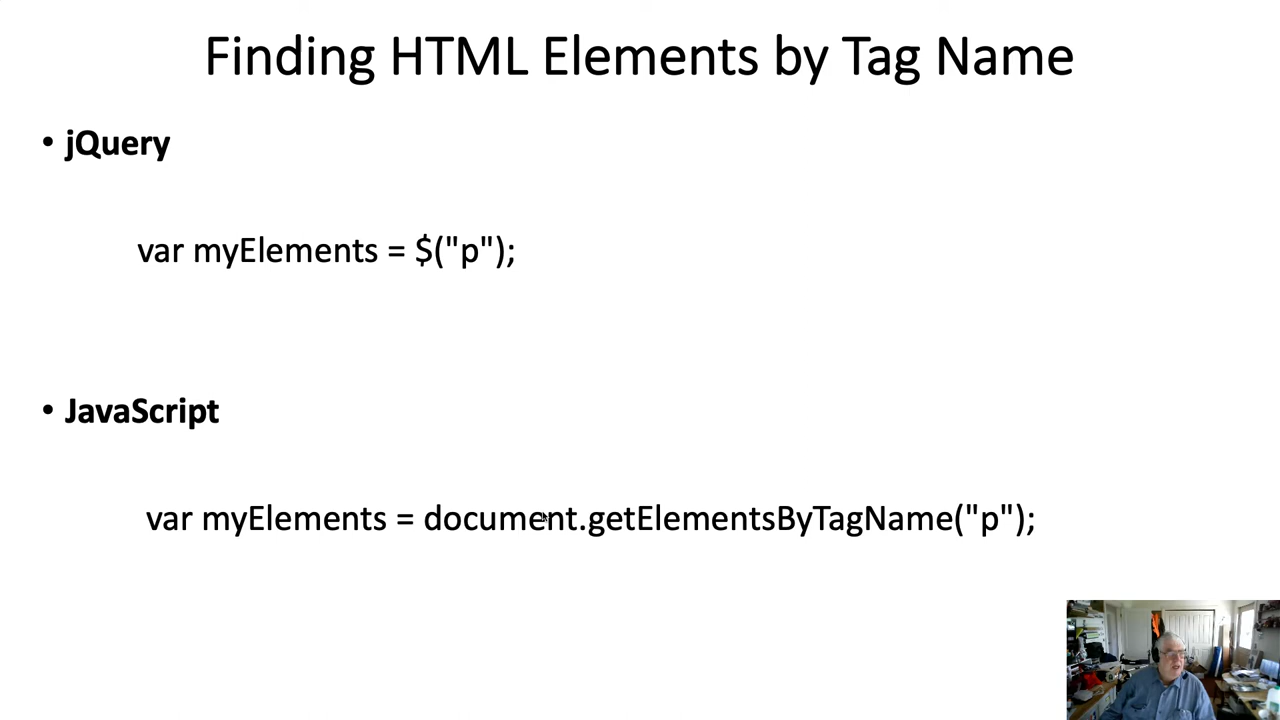 Finding HTML Elements by Tag Name
• jQuery
var myElements = $("p");
• JavaScript
var myElements = document.getElementsByTagName("p");